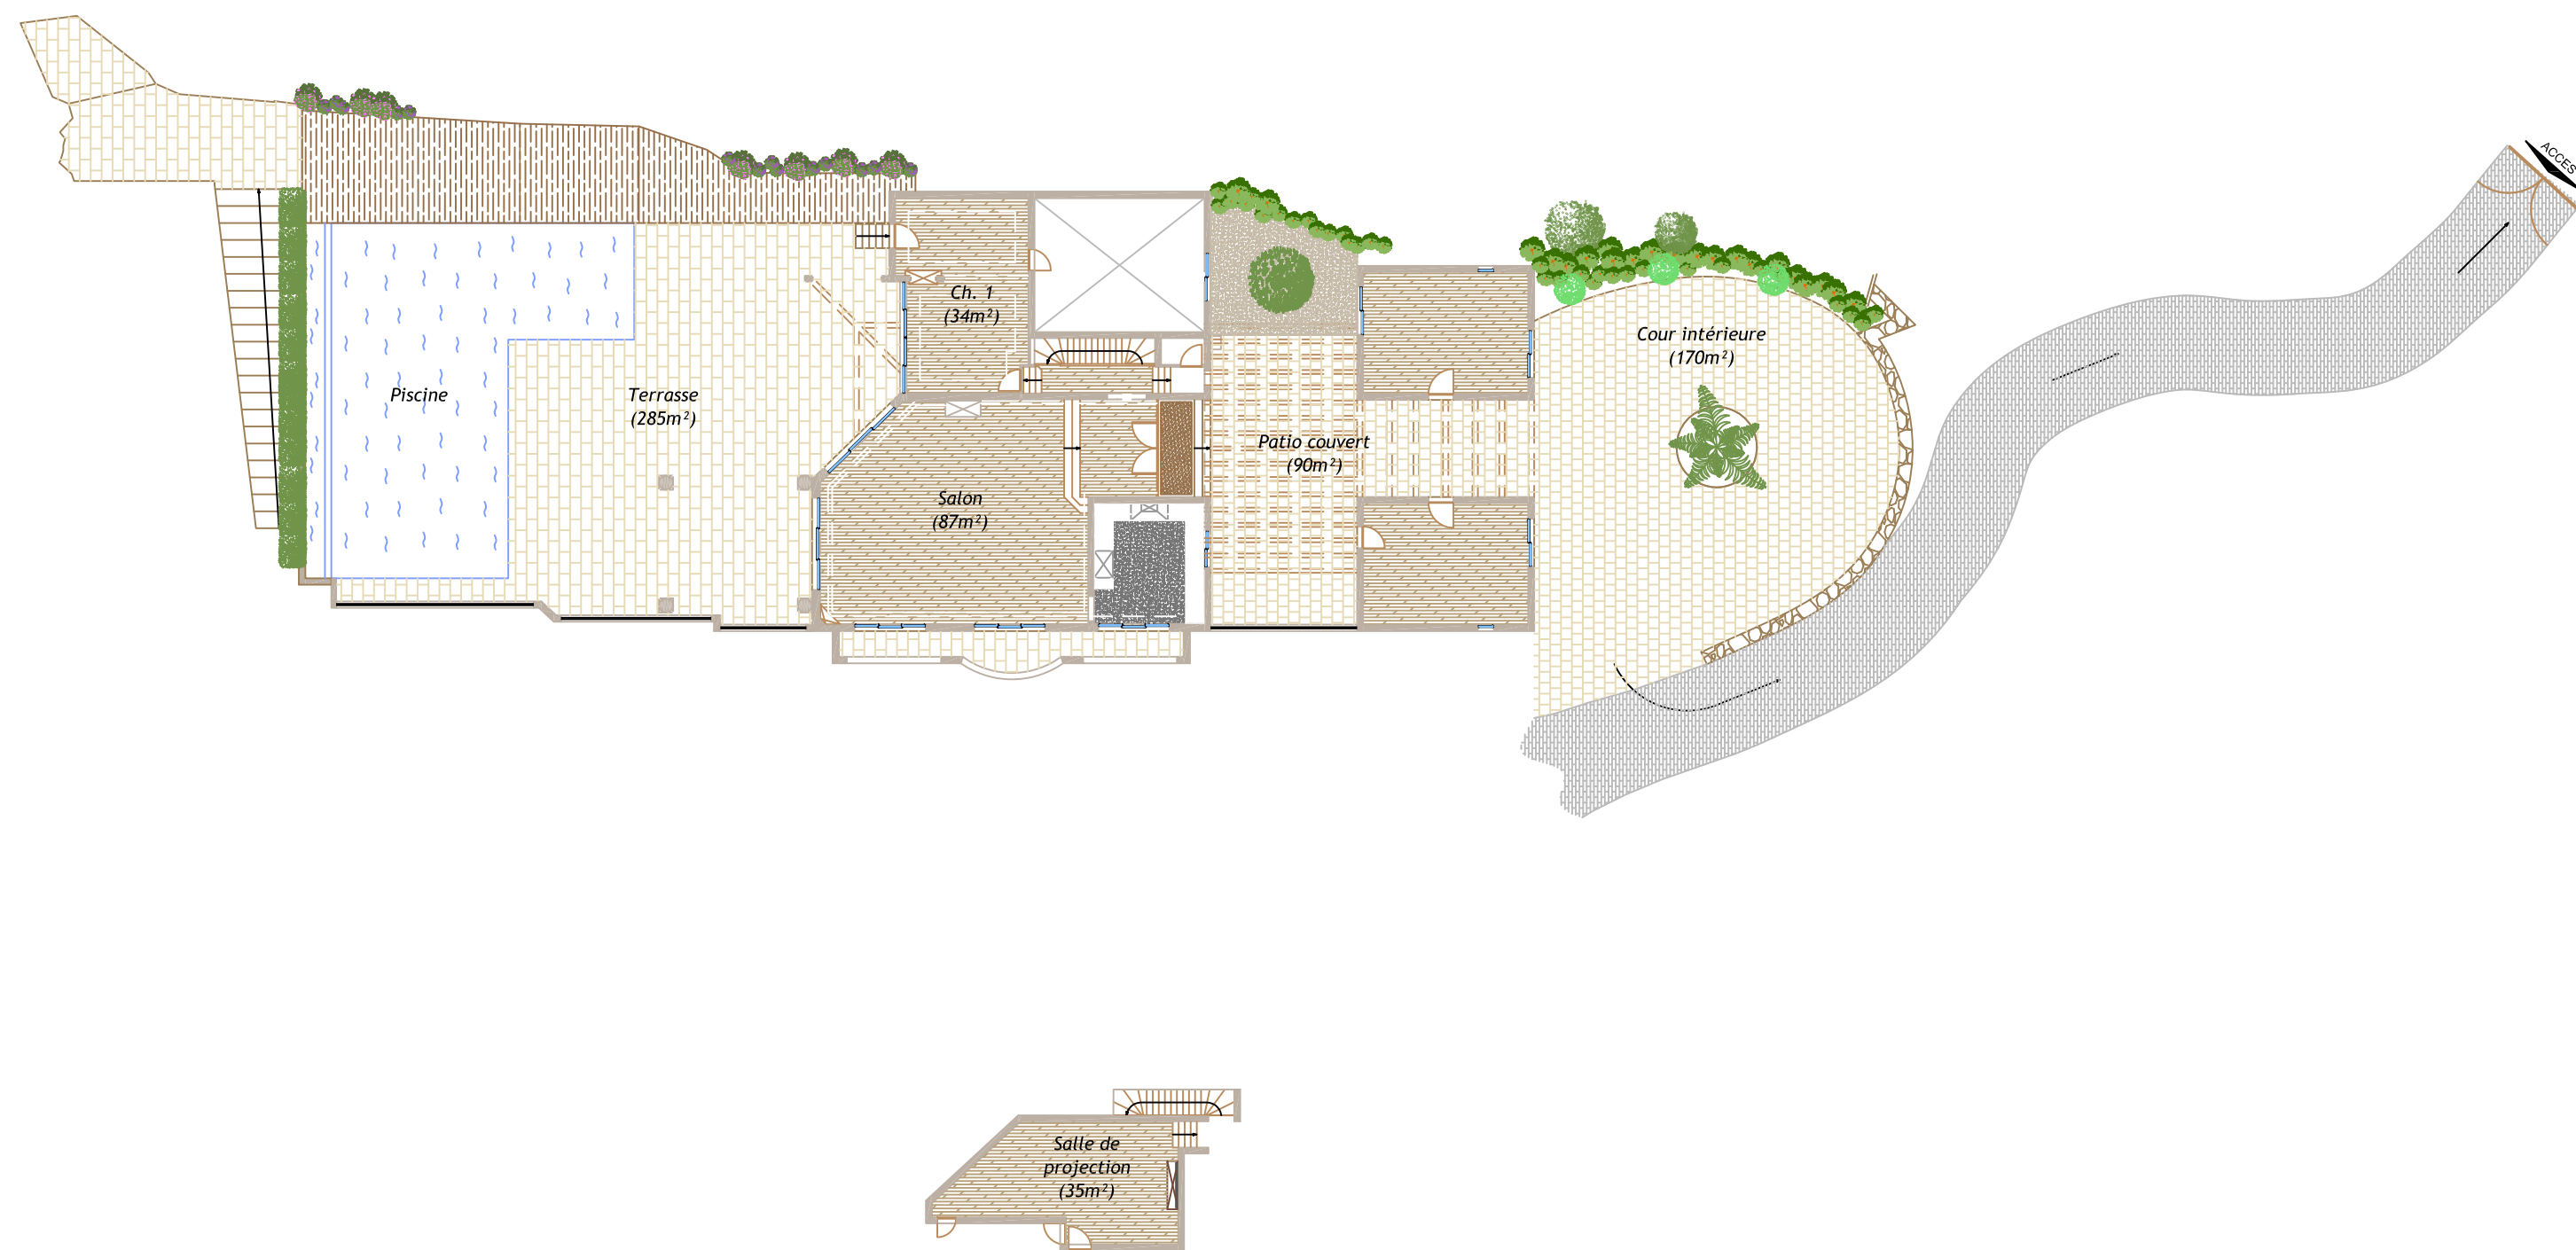 ACCES
Ch. 1
(34m²)
Cour intérieure
(170m²)
Piscine
Terrasse
(285m²)
Patio couvert
(90m²)
Salon
(87m²)
Salle de
projection
(35m²)